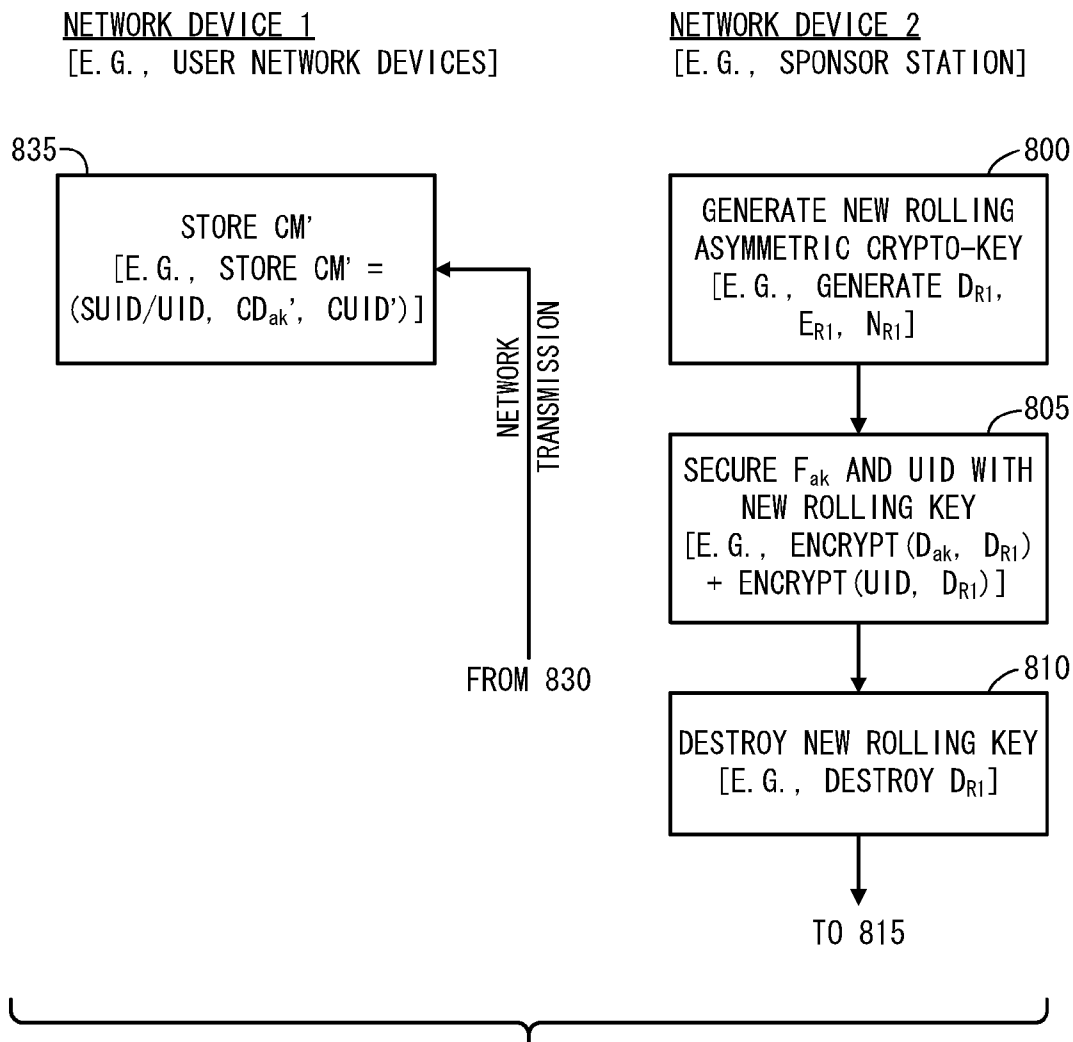 NETWORK DEVICE 1
[E.G., USER NETWORK DEVICES]
NETWORK DEVICE 2
[E.G., SPONSOR STATION]
835
STORE CM'
[E.G., STORE CM' =
(SUID/UID, CDak', CUID')]
NETWORK
TRANSMISSION
FROM 830
800
GENERATE NEW ROLLING
ASYMMETRIC CRYPTO-KEY
[E.G., GENERATE DR1,
ER1, NR1]
805
SECURE Fak AND UID WITH
NEW ROLLING KEY
[E.G., ENCRYPT(Dak, DR1)
+ ENCRYPT(UID, DR1)]
810
DESTROY NEW ROLLING KEY
[E.G., DESTROY DR1]
TO 815